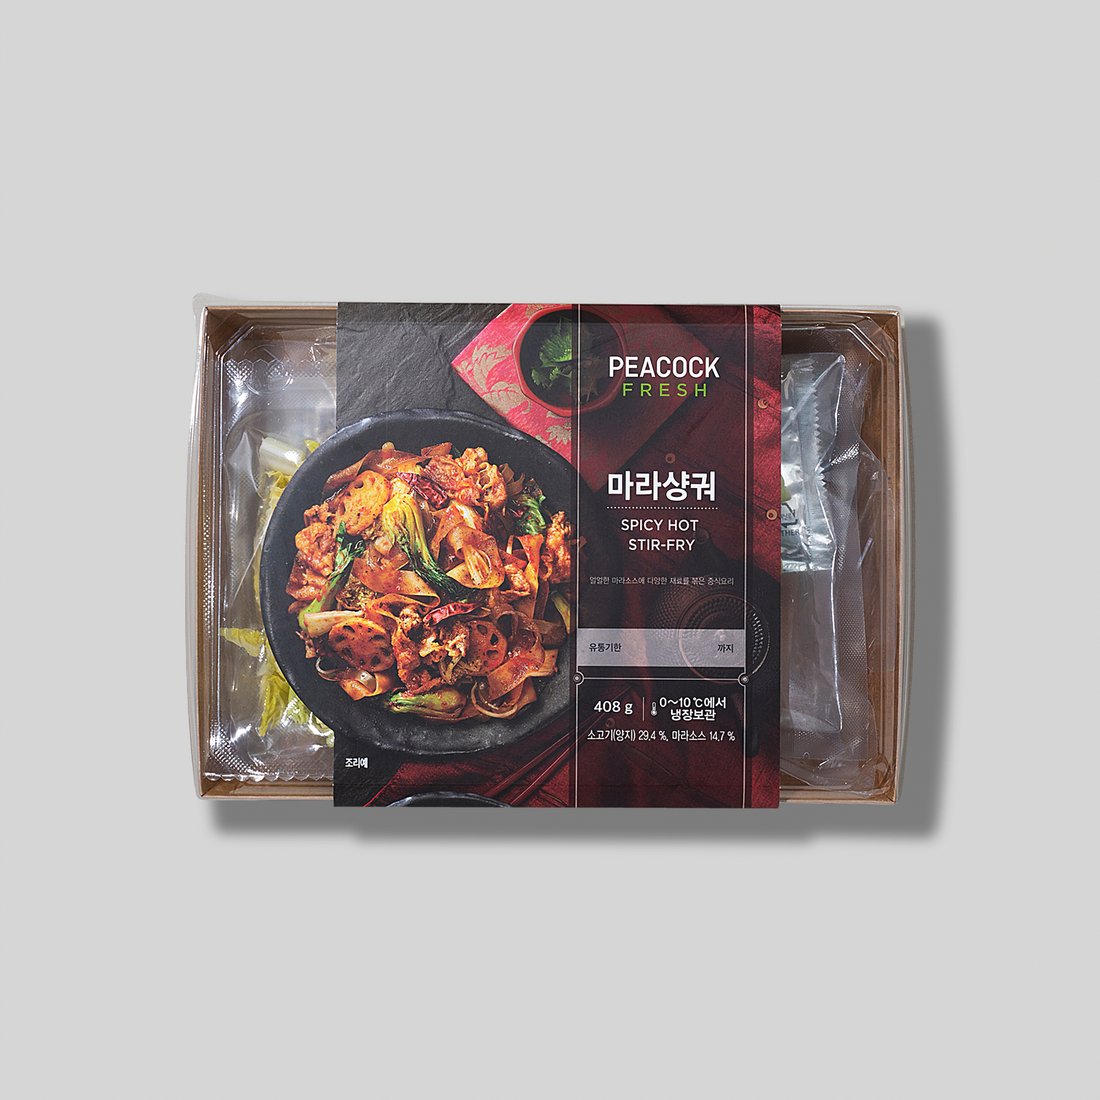 PEACOCK
FRESH
마라샹궈
SPICY HOT
STIR-FRY
얼얼한 마라소스에 다양한 재료를 볶은 중식요리
유통기한 까지
408 g 0~10 ℃에서
냉장보관
소고기(양지) 29.4 %, 마라소스 14.7 %
조리예